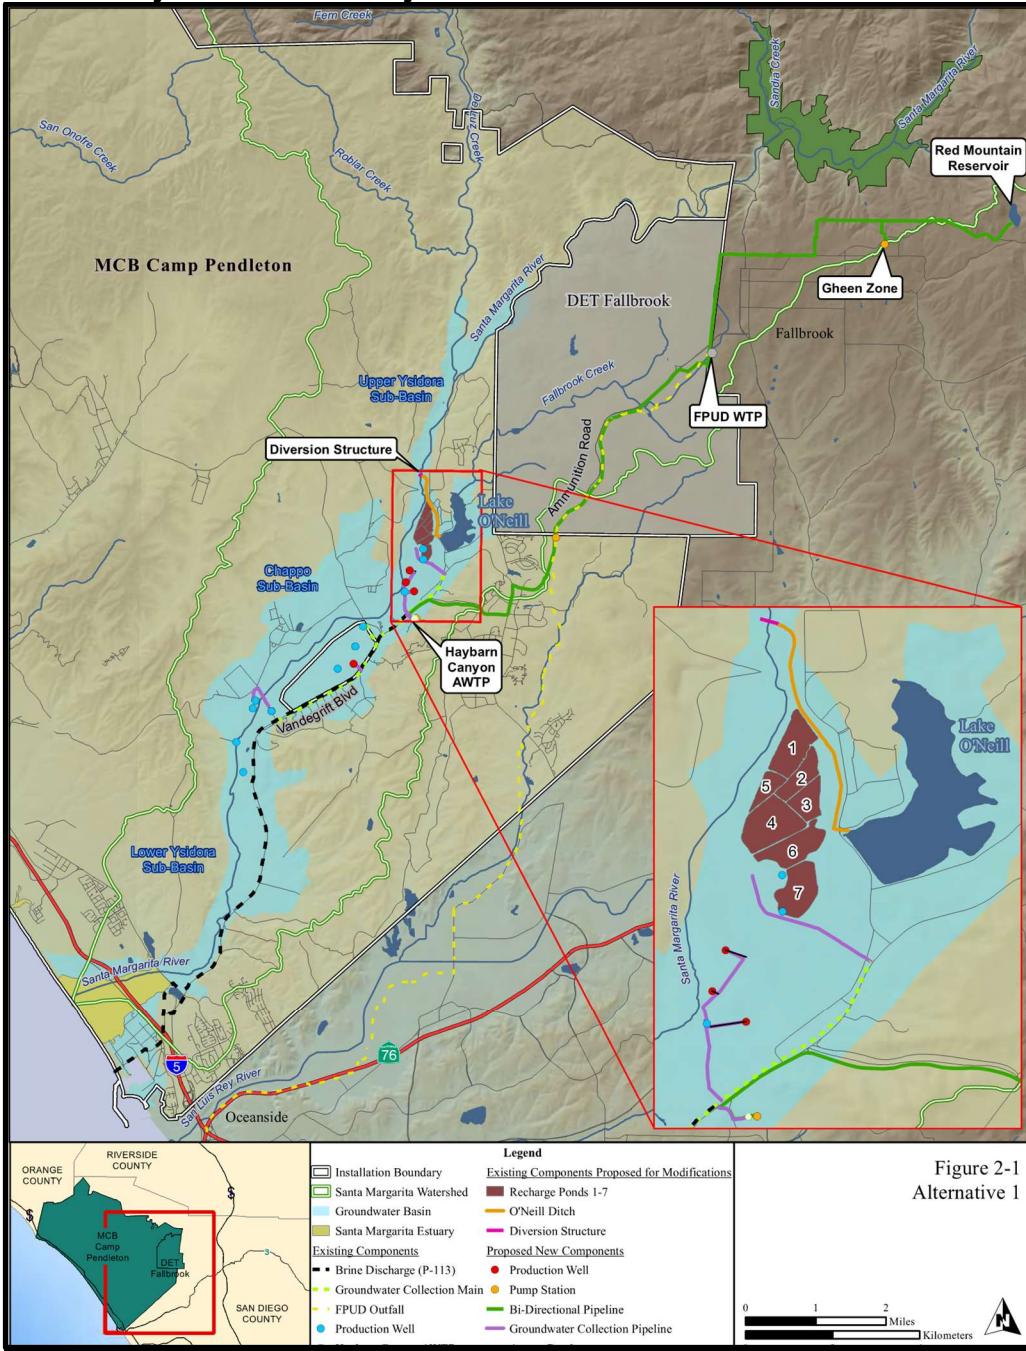 Fern Creek
De Luz Creek
Sandia Creek
Santa Margarita River
San Onofre Creek
Roblar Creek
Red Mountain
Reservoir
MCB Camp Pendleton
Santa Margarita River
DET Fallbrook
Gheen Zone
Fallbrook
Upper Ysidora
Sub-Basin
Fallbrook Creek
FPUD WTP
Diversion Structure
Ammunition Road
Lake
O'Neill
Chappo
Sub-Basin
Haybarn
Canyon
AWTP
Vandegrift Blvd
Lake
O'Neill
1
2
5
3
4
6
7
Santa Margarita River
Lower Ysidora
Sub-Basin
Santa Margarita River
5
76
San Luis Rey River
Oceanside
RIVERSIDE
COUNTY
ORANGE
COUNTY
MCB
Camp
Pendleton
DET
Fallbrook
SAN DIEGO
COUNTY
Legend
Installation Boundary
Santa Margarita Watershed
Groundwater Basin
Santa Margarita Estuary
Existing Components
Brine Discharge (P-113)
Groundwater Collection Main
FPUD Outfall
Production Well
Existing Components Proposed for Modifications
Recharge Ponds 1-7
O'Neill Ditch
Diversion Structure
Proposed New Components
Production Well
Pump Station
Bi-Directional Pipeline
Groundwater Collection Pipeline
Figure 2-1
Alternative 1
0 1 2
Miles
Kilometers
N